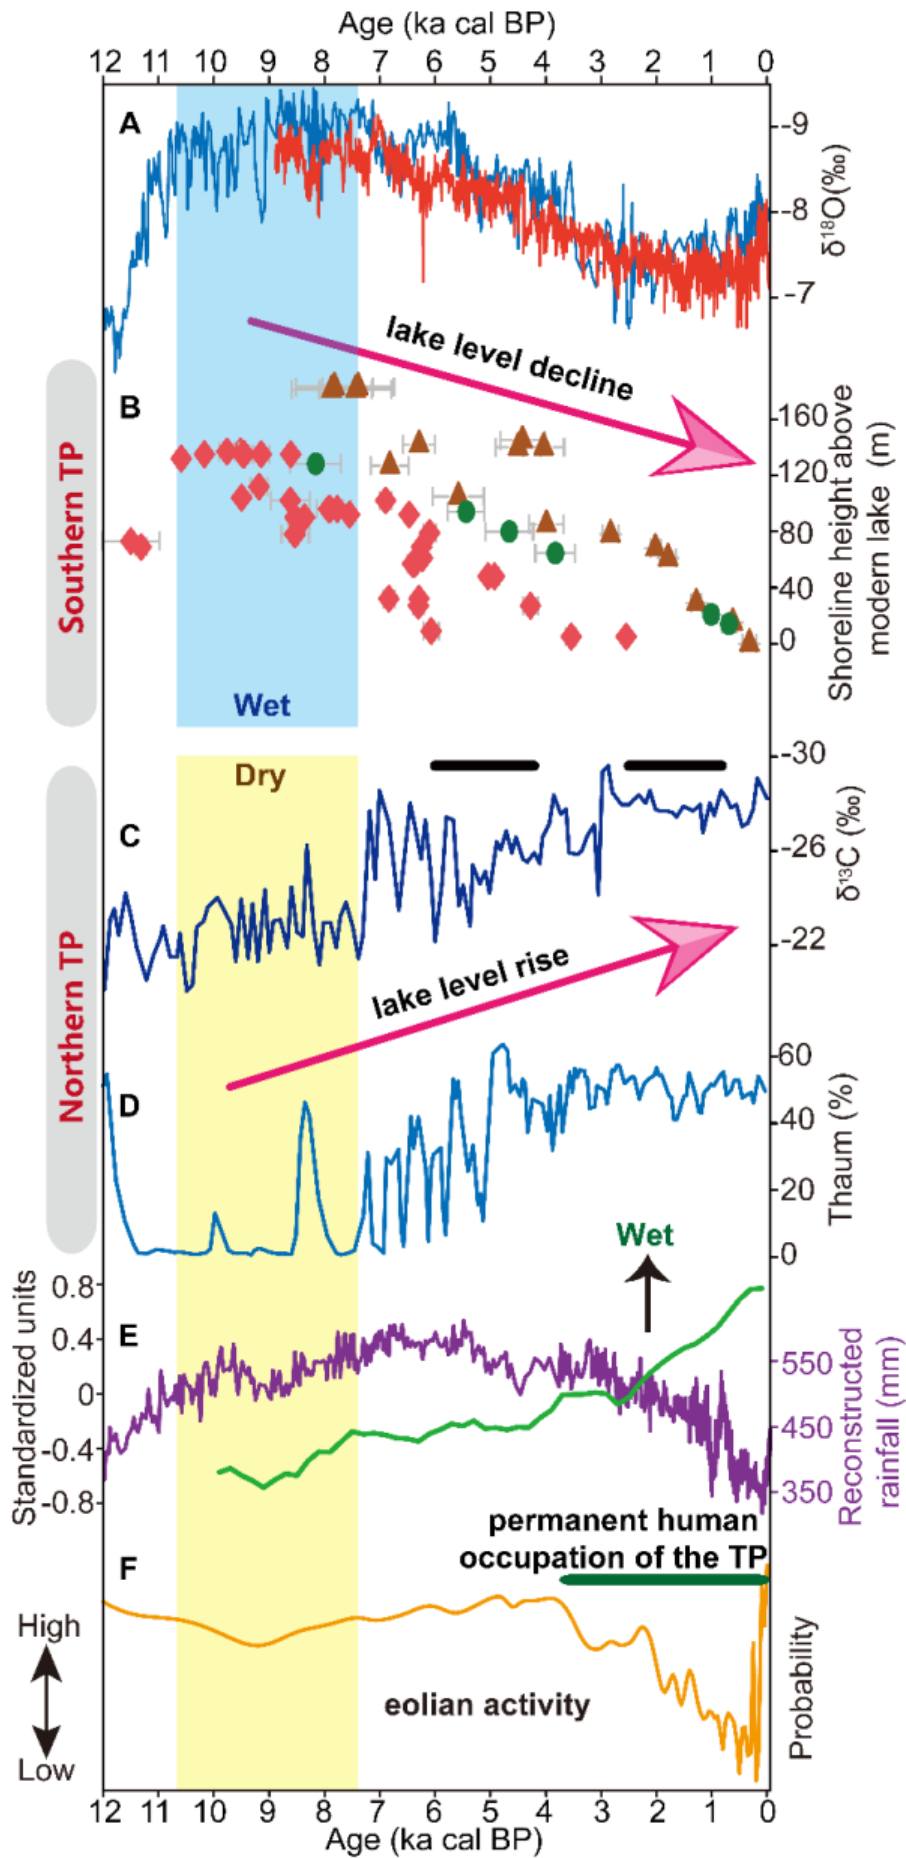 Age (ka cal BP)
12 11 10 9 8 7 6 5 4 3 2 1 0
A
-9
-8
-7
δ18O(‰)
lake level decline
Southern TP
B
160
120
80
40
0
Shoreline height above
modern lake (m)
Wet
Dry
Northern TP
C
-30
-26
-22
δ13C (‰)
lake level rise
D
60
40
20
0
Thaum (%)
Wet
E
Standardized units
0.8
0.4
0
-0.4
-0.8
550
450
350
Reconstructed
rainfall (mm)
permanent human
occupation of the TP
F
High
Low
eolian activity
Probability
12 11 10 9 8 7 6 5 4 3 2 1 0
Age (ka cal BP)